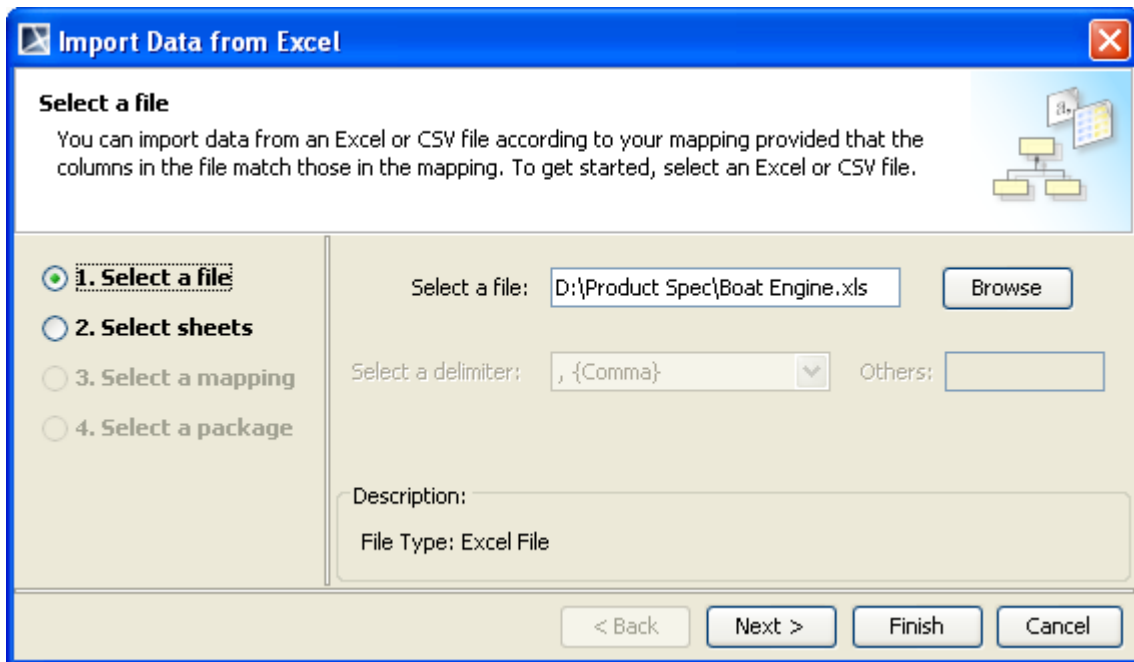 Import Data from Excel
Select a file
You can import data from an Excel or CSV file according to your mapping provided that the
columns in the file match those in the mapping. To get started, select an Excel or CSV file.
a,
1. Select a file
2. Select sheets
3. Select a mapping
4. Select a package
Select a file: D:\Product Spec\Boat Engine.xls Browse
Select a delimiter: , {Comma} Others:
Description:
File Type: Excel File
< Back Next > Finish Cancel